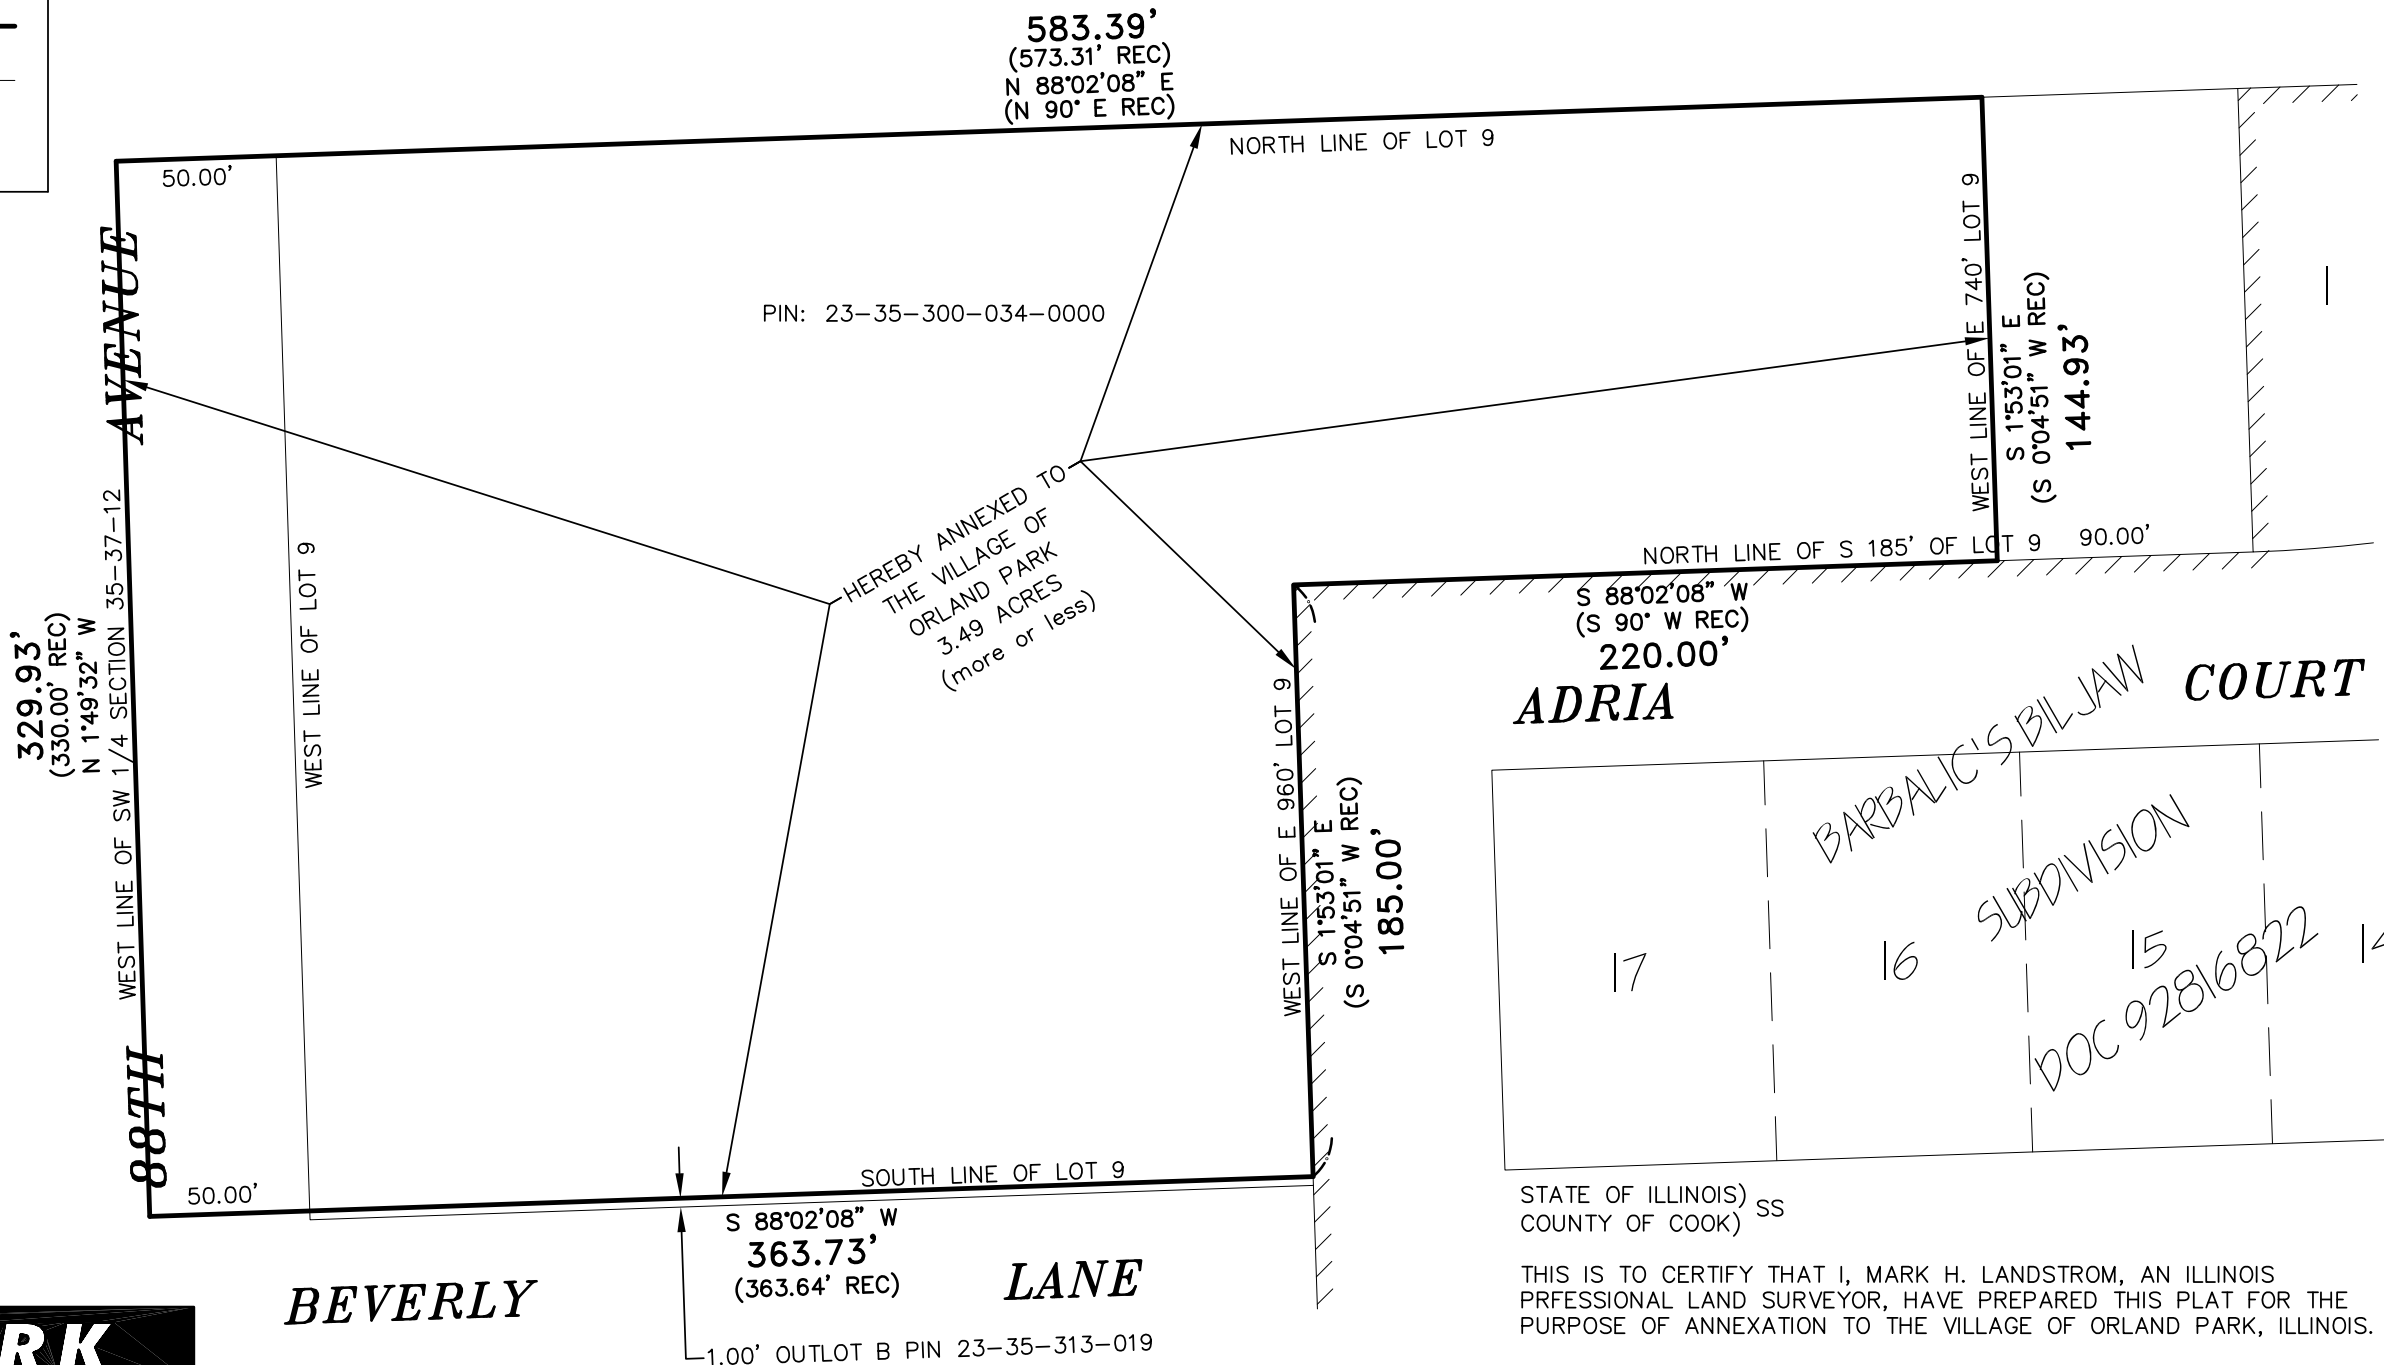 583.39'
(573.31' REC)
N 88°02'08" E
(N 90° E REC)
NORTH LINE OF LOT 9
50.00'
88TH AVENUE
WEST LINE OF SW 1/4 SECTION 35-37-12
329.93'
(330.00' REC)
N 1°49'32" W
WEST LINE OF LOT 9
PIN: 23-35-300-034-0000
HEREBY ANNEXED TO
THE VILLAGE OF
ORLAND PARK
3.49 ACRES
(more or less)
WEST LINE OF E 740' LOT 9
S 1°53'01" E
(S 0°04'51" W REC)
144.93'
1
NORTH LINE OF S 185' OF LOT 9
90.00'
S 88°02'08" W
(S 90° W REC)
220.00'
ADRIA COURT
WEST LINE OF E 960' LOT 9
S 1°53'01" E
(S 0°04'51" W REC)
185.00'
BARBALIC'S BILJAW
SUBDIVISION
DOC 92816822
17
16
15
14
50.00'
SOUTH LINE OF LOT 9
S 88°02'08" W
363.73'
(363.64' REC)
BEVERLY LANE
1.00' OUTLOT B PIN 23-35-313-019
STATE OF ILLINOIS)
COUNTY OF COOK) SS
THIS IS TO CERTIFY THAT I, MARK H. LANDSTROM, AN ILLINOIS
PRFESSIONAL LAND SURVEYOR, HAVE PREPARED THIS PLAT FOR THE
PURPOSE OF ANNEXATION TO THE VILLAGE OF ORLAND PARK, ILLINOIS.
RK